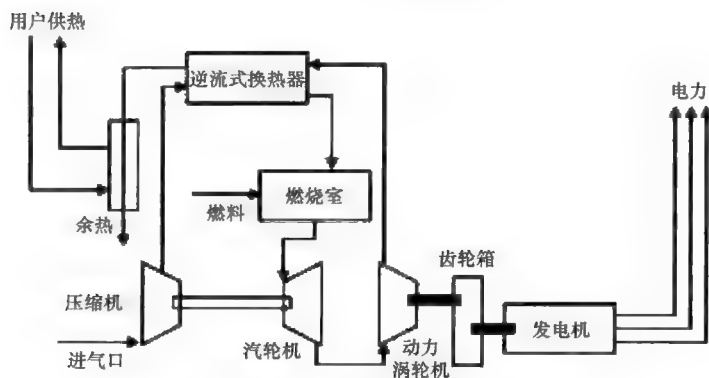 用户供热
逆流式换热器
电力
燃烧室
燃料
余热
齿轮箱
压缩机
发电机
进气口
汽轮机
动力
涡轮机